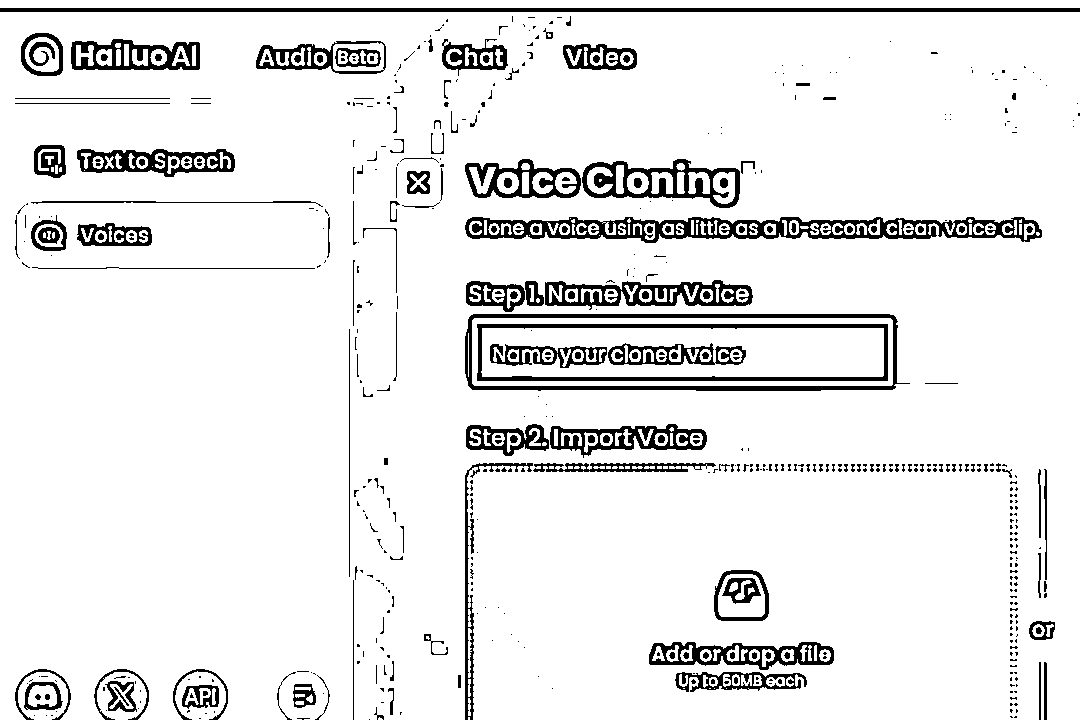 Hailuo AI
Audio Beta
Chat
Video
Text to Speech
Voices
Voice Cloning
Clone a voice using as little as a 10-second clean voice clip.
Step 1. Name Your Voice
Name your cloned voice
Step 2. Import Voice
Add or drop a file
Up to 50MB each
or
API